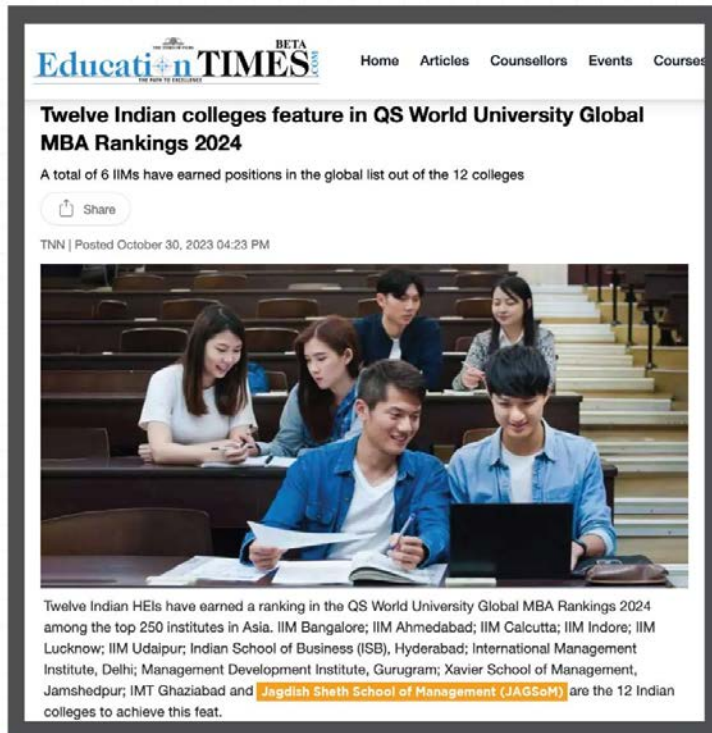 THE TIMES OF INDIA
BETA
Education TIMES.COM
THE PATH TO EXCELLENCE
Home Articles Counsellors Events Courses
Twelve Indian colleges feature in QS World University Global
MBA Rankings 2024
A total of 6 IIMs have earned positions in the global list out of the 12 colleges
Share
TNN | Posted October 30, 2023 04:23 PM
Twelve Indian HEIs have earned a ranking in the QS World University Global MBA Rankings 2024
among the top 250 institutes in Asia. IIM Bangalore; IIM Ahmedabad; IIM Calcutta; IIM Indore; IIM
Lucknow; IIM Udaipur; Indian School of Business (ISB), Hyderabad; International Management
Institute, Delhi; Management Development Institute, Gurugram; Xavier School of Management,
Jamshedpur; IMT Ghaziabad and Jagdish Sheth School of Management (JAGSoM) are the 12 Indian
colleges to achieve this feat.